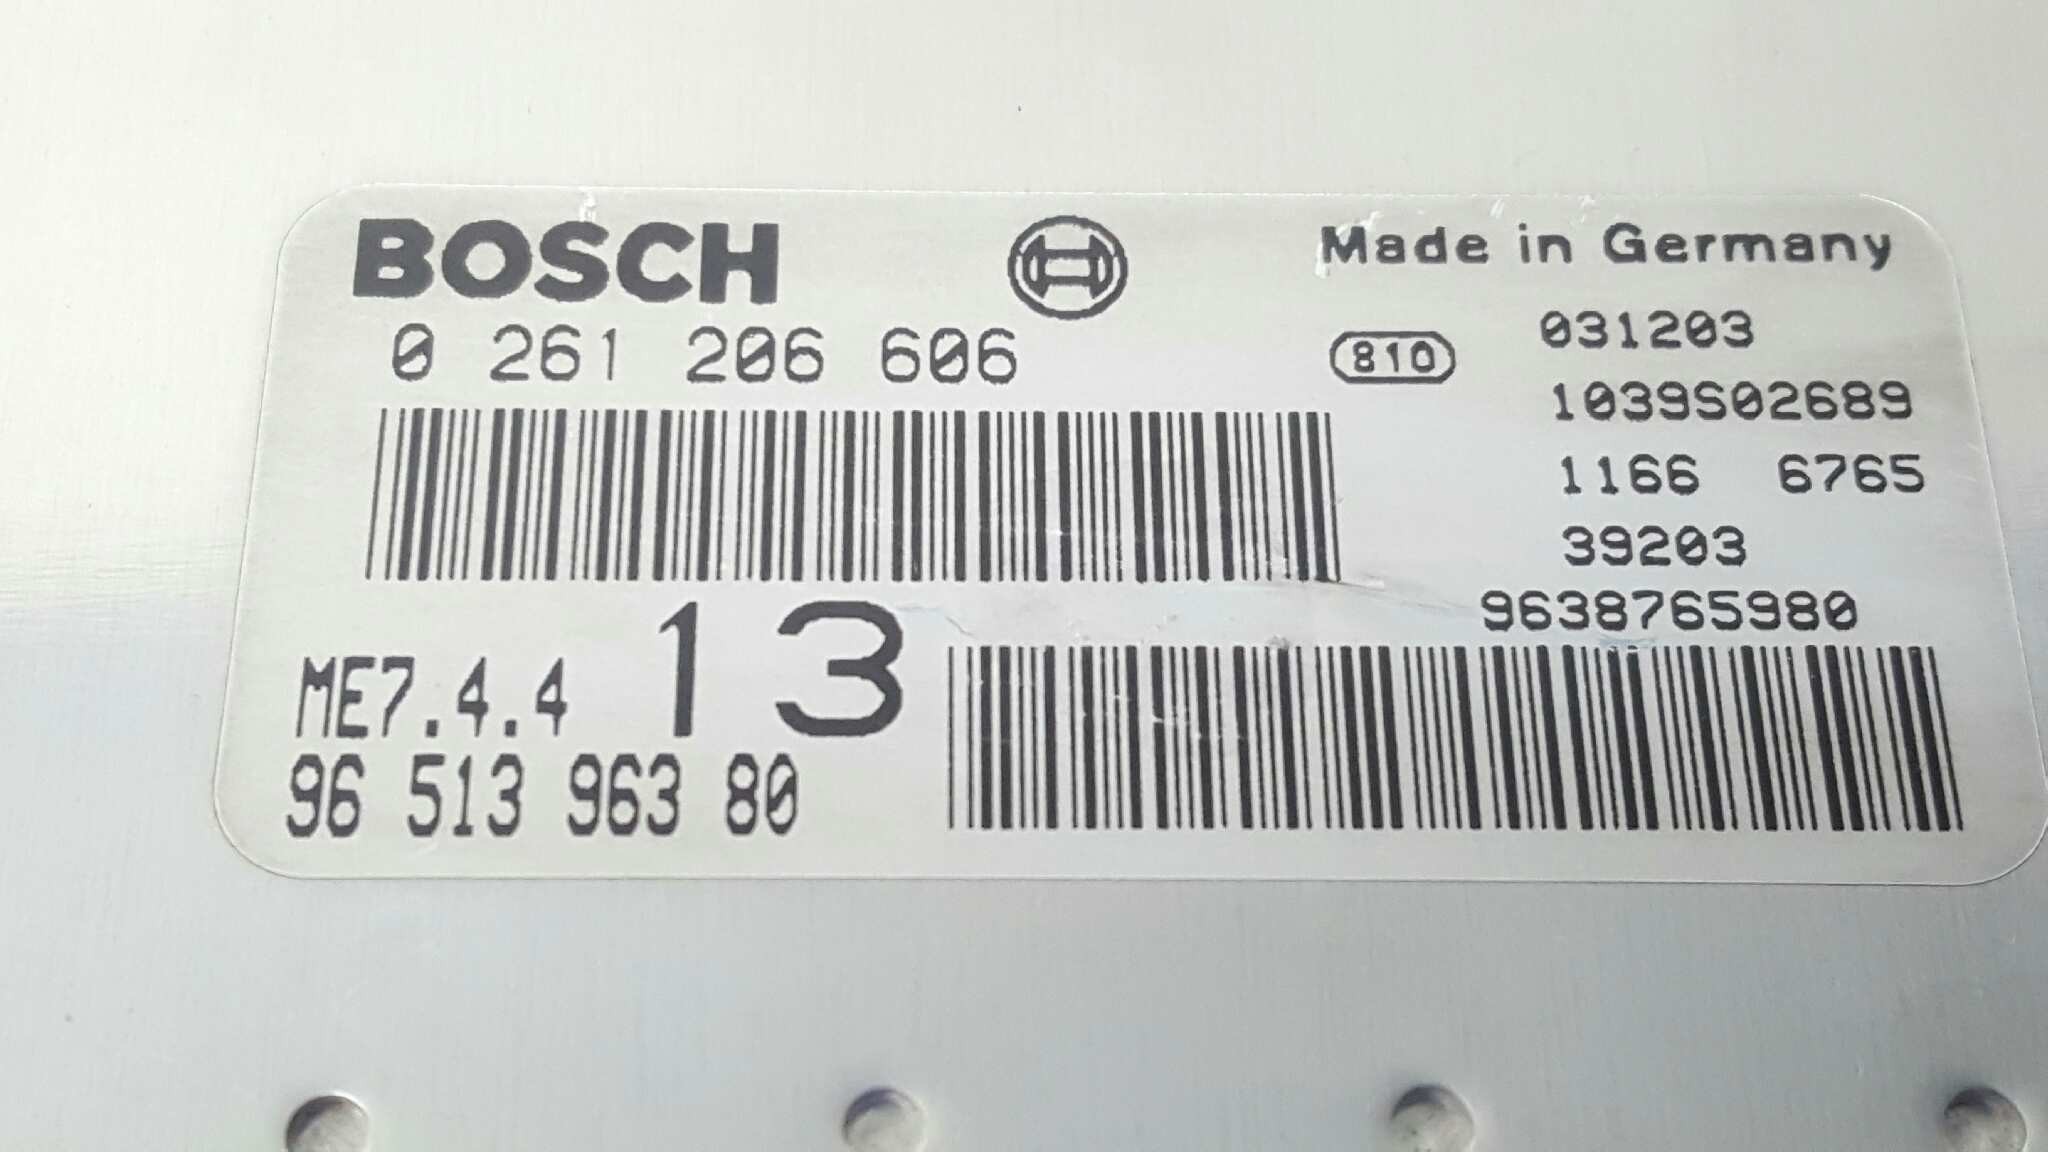 BOSCH
Made in Germany
0 261 206 606
810
031203
1039S02689
1166 6765
39203
9638765980
ME7.4.4 13
96 513 963 80